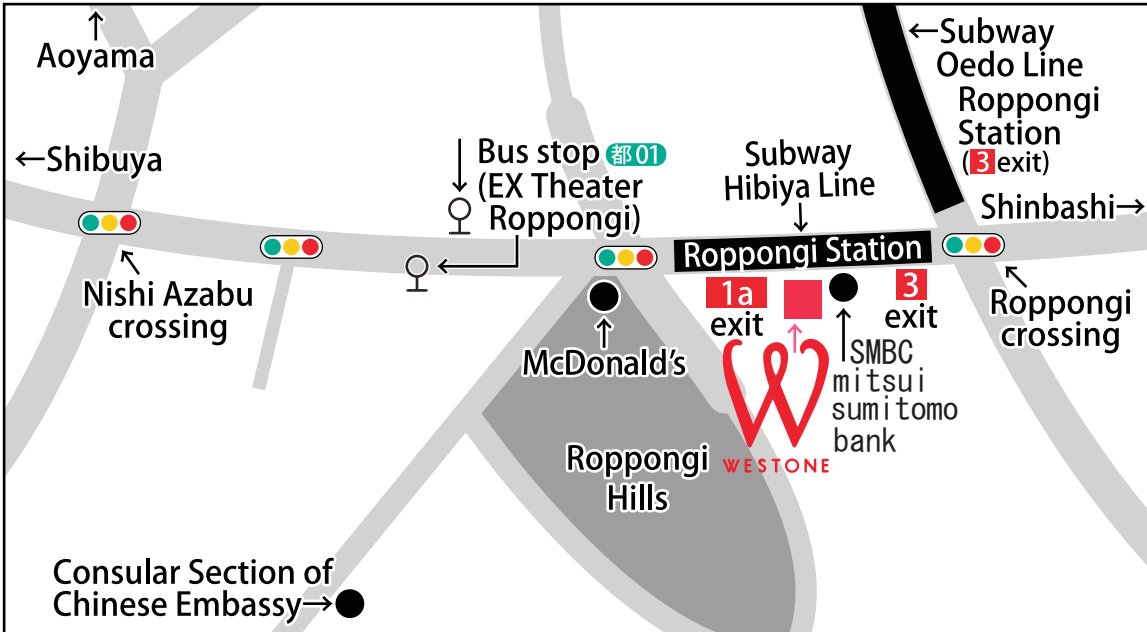 ↑
Aoyama
←Shibuya
Nishi Azabu
crossing
Bus stop 都01
(EX Theater
Roppongi)
Subway
Hibiya Line
Roppongi Station
←Subway
Oedo Line
Roppongi
Station
(3 exit)
Shinbashi→
Roppongi
crossing
1a
exit
3
exit
McDonald's
SMBC
mitsui
sumitomo
bank
W
WESTONE
Roppongi
Hills
Consular Section of
Chinese Embassy→